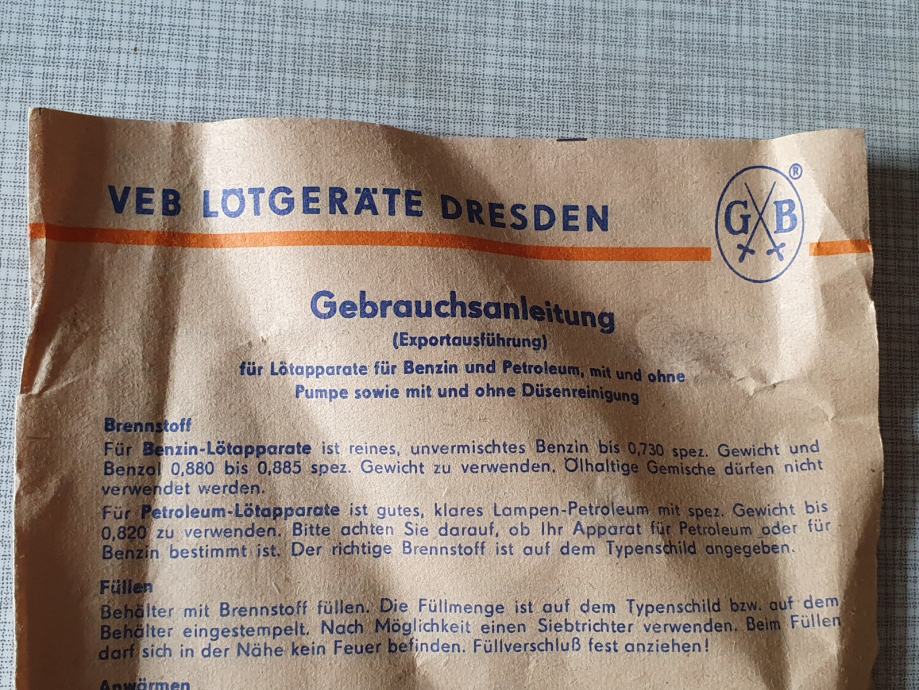 VEB LÖTGERÄTE DRESDEN
G B ®
Gebrauchsanleitung
(Exportausführung)
für Lötapparate für Benzin und Petroleum, mit und ohne
Pumpe sowie mit und ohne Düsenreinigung
Brennstoff
Für Benzin-Lötapparate ist reines, unvermischtes Benzin bis 0,730 spez. Gewicht und
Benzol 0,880 bis 0,885 spez. Gewicht zu verwenden. Ölhaltige Gemische dürfen nicht
verwendet werden.
Für Petroleum-Lötapparate ist gutes, klares Lampen-Petroleum mit spez. Gewicht bis
0,820 zu verwenden. Bitte achten Sie darauf, ob Ihr Apparat für Petroleum oder für
Benzin bestimmt ist. Der richtige Brennstoff ist auf dem Typenschild angegeben.
Füllen
Behälter mit Brennstoff füllen. Die Füllmenge ist auf dem Typenschild bzw. auf dem
Behälter eingestempelt. Nach Möglichkeit einen Siebtrichter verwenden. Beim Füllen
darf sich in der Nähe kein Feuer befinden. Füllverschluß fest anziehen!
Anwärmen